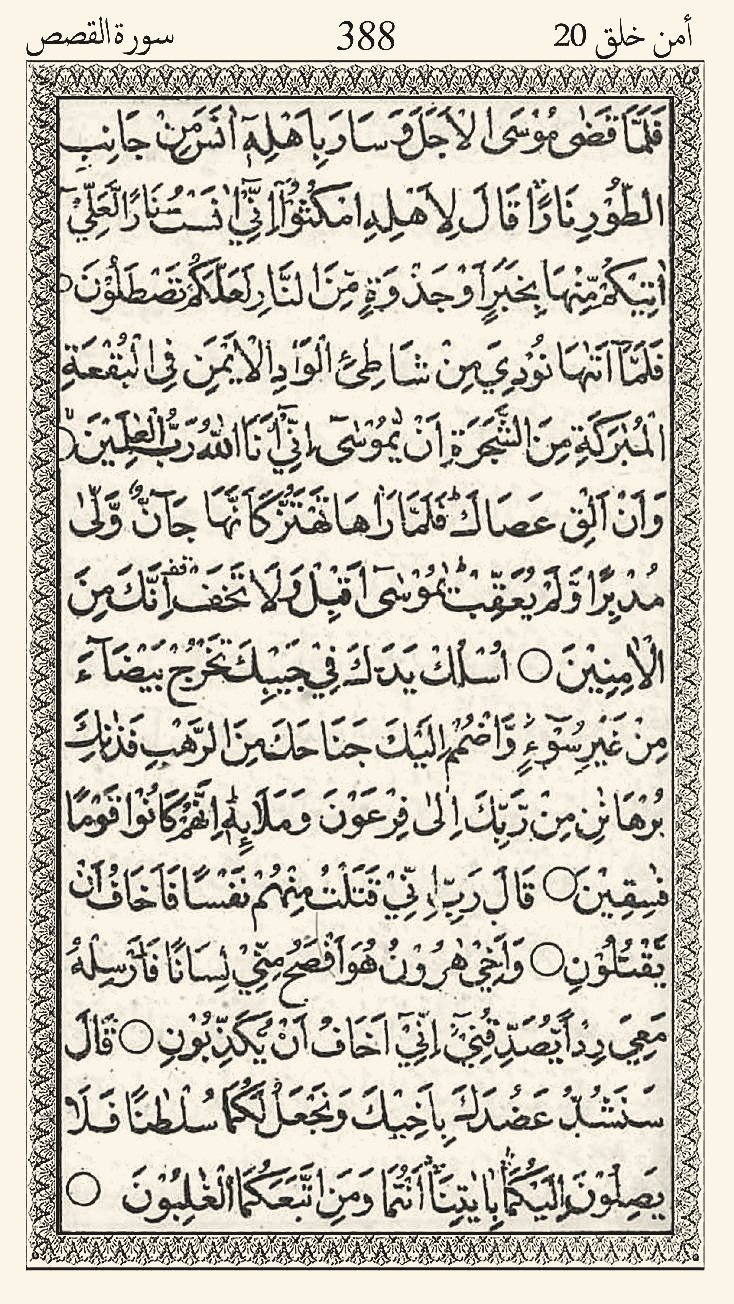 أمن خلق 20 388 سورة القصص
فَلَمَّا قَضٰى مُوْسَى الْاَجَلَ وَسَارَ بِاَهْلِهٖٓ اٰنَسَ مِنْ جَانِبِ
الطُّوْرِ نَارًا ۚ قَالَ لِاَهْلِهِ امْكُثُوْٓا اِنِّيْٓ اٰنَسْتُ نَارًا لَّعَلِّيْٓ
اٰتِيْكُمْ مِّنْهَا بِخَبَرٍ اَوْ جَذْوَةٍ مِّنَ النَّارِ لَعَلَّكُمْ تَصْطَلُوْنَ ○
فَلَمَّآ اَتٰىهَا نُوْدِيَ مِنْ شَاطِئِ الْوَادِ الْاَيْمَنِ فِي الْبُقْعَةِ
الْمُبٰرَكَةِ مِنَ الشَّجَرَةِ اَنْ يّٰمُوْسٰٓى اِنِّيْٓ اَنَا اللّٰهُ رَبُّ الْعٰلَمِيْنَ ۙ○
وَاَنْ اَلْقِ عَصَاكَ ؕ فَلَمَّا رَاٰهَا تَهْتَزُّ كَاَنَّهَا جَآنٌّ وَّلّٰى
مُدْبِرًا وَّلَمْ يُعَقِّبْ ؕ يٰمُوْسٰٓى اَقْبِلْ وَلَا تَخَفْ ۫ اِنَّكَ مِنَ
الْاٰمِنِيْنَ ○ اُسْلُكْ يَدَكَ فِيْ جَيْبِكَ تَخْرُجْ بَيْضَآءَ
مِنْ غَيْرِ سُوْٓءٍ ۫ وَّاضْمُمْ اِلَيْكَ جَنَاحَكَ مِنَ الرَّهْبِ فَذٰنِكَ
بُرْهَانٰنِ مِنْ رَّبِّكَ اِلٰى فِرْعَوْنَ وَمَلَا۟ىِٕهٖ ؕ اِنَّهُمْ كَانُوْا قَوْمًا
فٰسِقِيْنَ ○ قَالَ رَبِّ اِنِّيْ قَتَلْتُ مِنْهُمْ نَفْسًا فَاَخَافُ اَنْ
يَّقْتُلُوْنِ ○ وَاَخِيْ هٰرُوْنُ هُوَ اَفْصَحُ مِنِّيْ لِسَانًا فَاَرْسِلْهُ
مَعِيَ رِدْاً يُّصَدِّقُنِيْٓ ۫ اِنِّيْٓ اَخَافُ اَنْ يُّكَذِّبُوْنِ ○ قَالَ
سَنَشُدُّ عَضُدَكَ بِاَخِيْكَ وَنَجْعَلُ لَكُمَا سُلْطٰنًا فَلَا
يَصِلُوْنَ اِلَيْكُمَا ۚ بِاٰيٰتِنَآ ۚ اَنْتُمَا وَمَنِ اتَّبَعَكُمَا الْغٰلِبُوْنَ ○